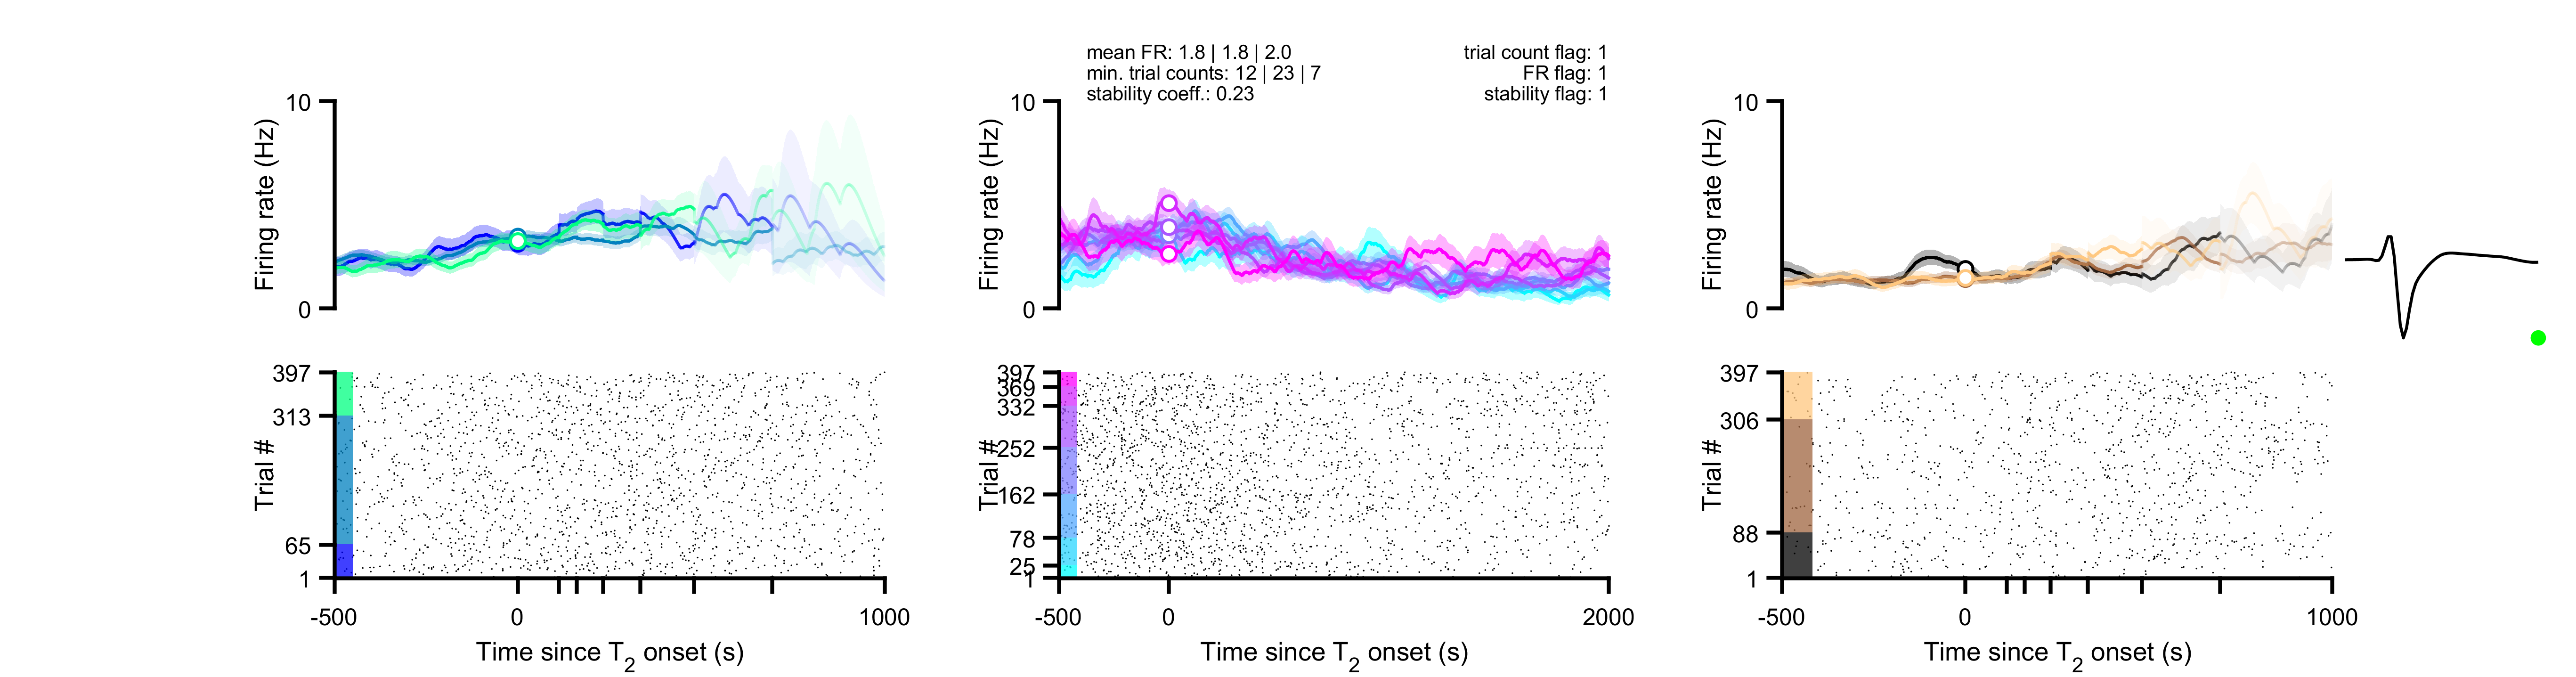 mean FR: 1.8 | 1.8 | 2.0
min. trial counts: 12 | 23 | 7
stability coeff.: 0.23
trial count flag: 1
FR flag: 1
stability flag: 1
10
Firing rate (Hz)
0
10
Firing rate (Hz)
0
10
Firing rate (Hz)
0
397
313
Trial #
65
1
-500
0
1000
Time since T2 onset (s)
397
369
332
252
Trial #
162
78
25
1
-500
0
2000
Time since T2 onset (s)
397
306
Trial #
88
1
-500
0
1000
Time since T2 onset (s)